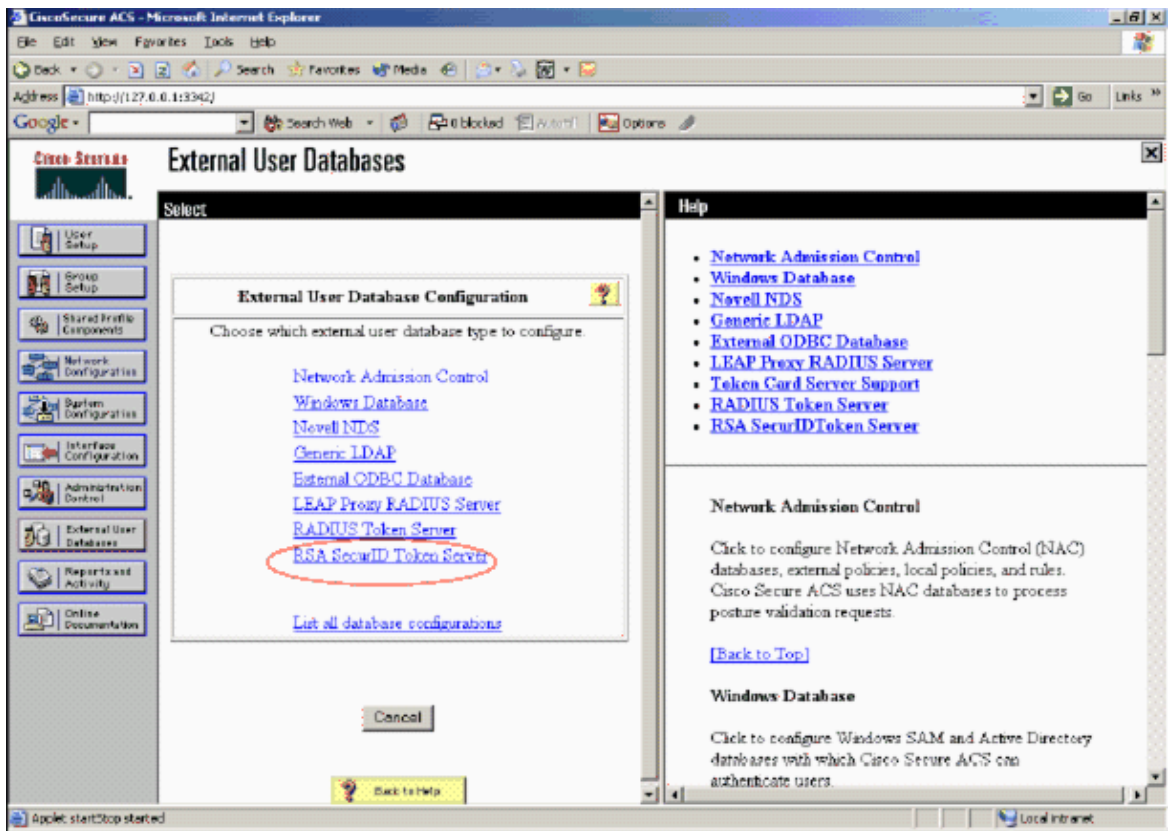 CiscoSecure ACS - Microsoft Internet Explorer
File Edit View Favorites Tools Help
Back Search Favorites Media
Address http://127.0.0.1:3342/ Go Links »
Google Search Web 0 blocked AutoFill Options
CISCO SYSTEMS
External User Databases
Select
User Setup
Group Setup
Shared Profile Components
Network Configuration
System Configuration
Interface Configuration
Administration Control
External User Databases
Reports and Activity
Online Documentation
External User Database Configuration
Choose which external user database type to configure.
Network Admission Control
Windows Database
Novell NDS
Generic LDAP
External ODBC Database
LEAP Proxy RADIUS Server
RADIUS Token Server
RSA SecurID Token Server
List all database configurations
Cancel
Back to Help
Help
• Network Admission Control
• Windows Database
• Novell NDS
• Generic LDAP
• External ODBC Database
• LEAP Proxy RADIUS Server
• Token Card Server Support
• RADIUS Token Server
• RSA SecurIDToken Server
Network Admission Control
Click to configure Network Admission Control (NAC)
databases, external policies, local policies, and rules.
Cisco Secure ACS uses NAC databases to process
posture validation requests.
[Back to Top]
Windows Database
Click to configure Windows SAM and Active Directory
databases with which Cisco Secure ACS can
authenticate users.
Applet startStop started
Local intranet